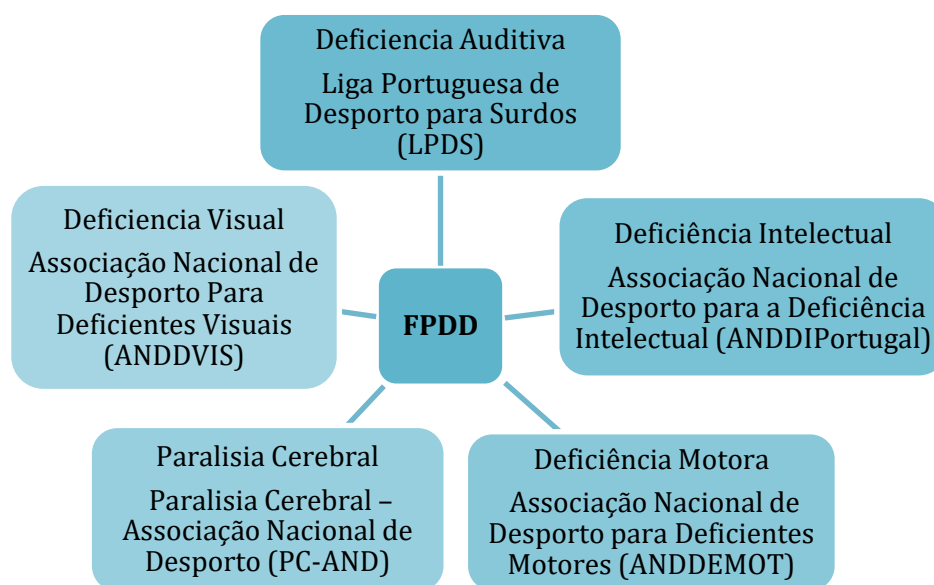 Deficiencia Auditiva
Liga Portuguesa de
Desporto para Surdos
(LPDS)
Deficiencia Visual
Associação Nacional de
Desporto Para
Deficientes Visuais
(ANDDVIS)
FPDD
Deficiência Intelectual
Associação Nacional de
Desporto para a Deficiência
Intelectual (ANDDIPortugal)
Paralisia Cerebral
Paralisia Cerebral –
Associação Nacional de
Desporto (PC-AND)
Deficiência Motora
Associação Nacional de
Desporto para Deficientes
Motores (ANDDEMOT)